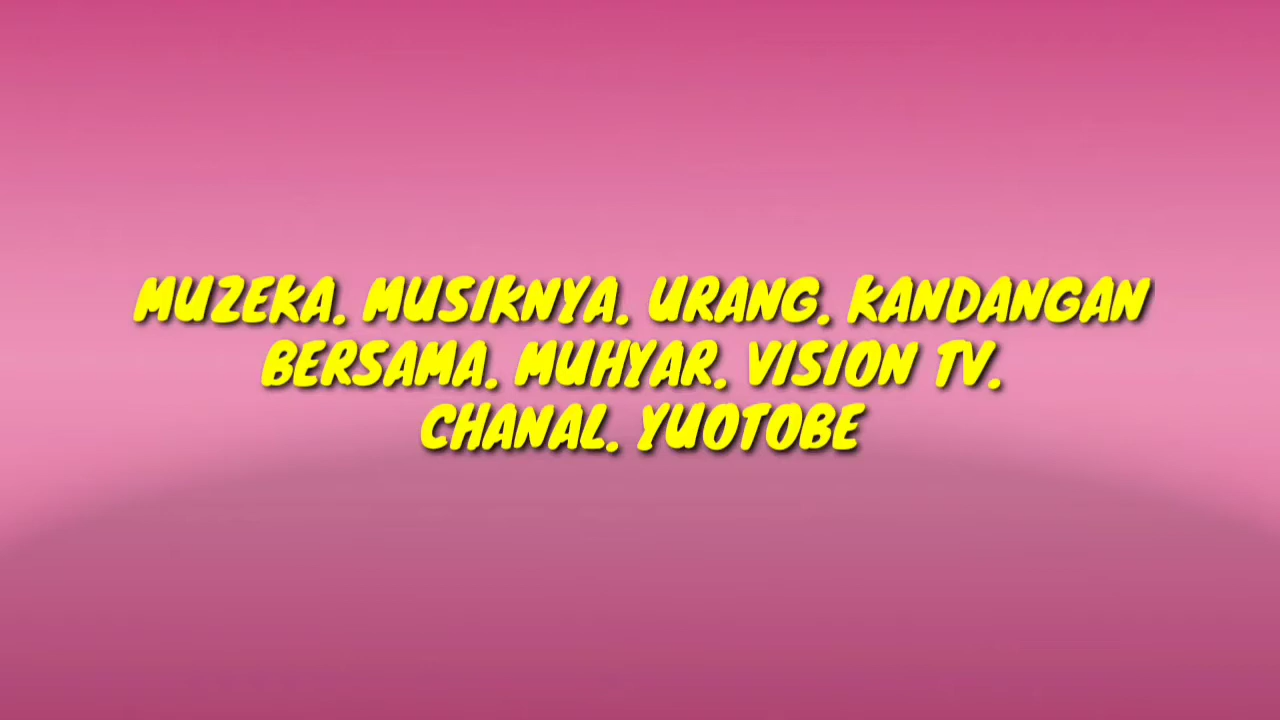 MUZEKA. MUSIKNYA. URANG. KANDANGAN
BERSAMA. MUHYAR. VISION TV.
CHANAL. YUOTOBE